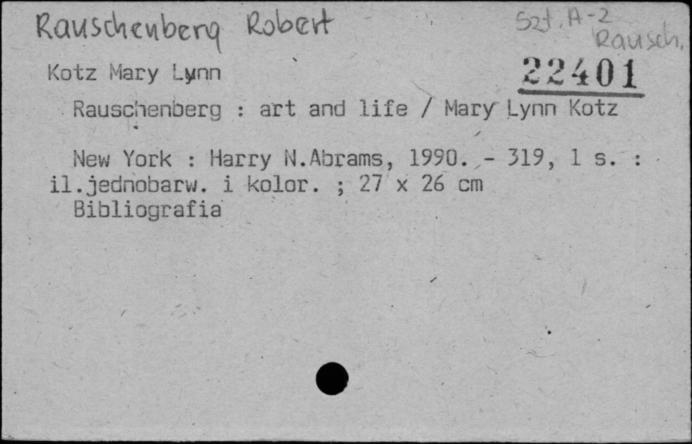 Rauschenberg Robert
Szt. A-2
Rausch.
22401
Kotz Mary Lynn
Rauschenberg : art and life / Mary Lynn Kotz
New York : Harry N.Abrams, 1990. - 319, 1 s. :
il.jednobarw. i kolor. ; 27 x 26 cm
Bibliografia